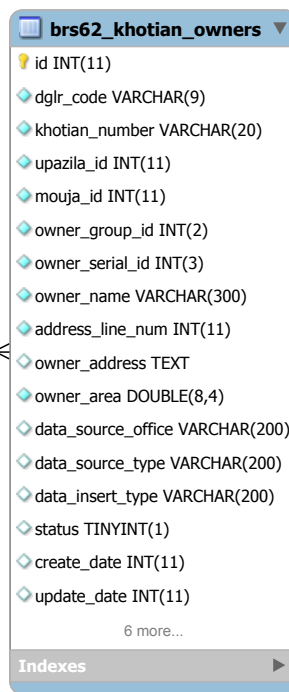 brs62_khotian_owners
id INT(11)
dglr_code VARCHAR(9)
khotian_number VARCHAR(20)
upazila_id INT(11)
mouja_id INT(11)
owner_group_id INT(2)
owner_serial_id INT(3)
owner_name VARCHAR(300)
address_line_num INT(11)
owner_address TEXT
owner_area DOUBLE(8,4)
data_source_office VARCHAR(200)
data_source_type VARCHAR(200)
data_insert_type VARCHAR(200)
status TINYINT(1)
create_date INT(11)
update_date INT(11)
6 more...
Indexes